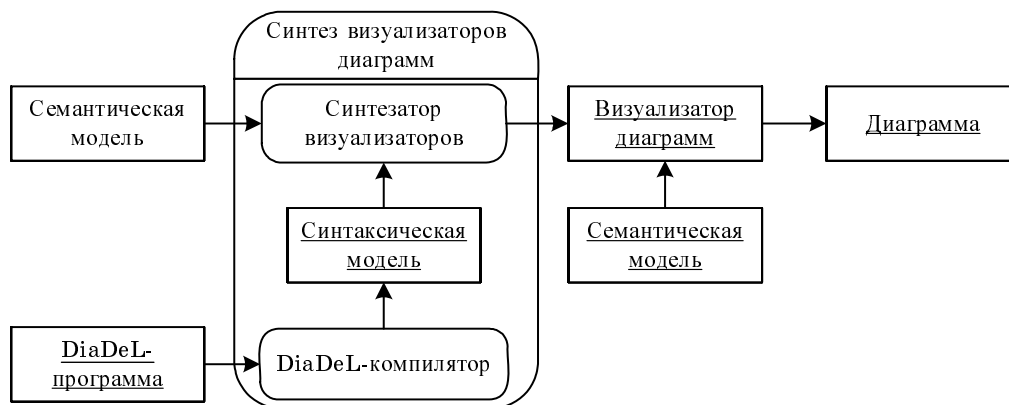 Синтез визуализаторов
диаграмм
Семантическая
модель
Синтезатор
визуализаторов
Визуализатор
диаграмм
Диаграмма
Синтаксическая
модель
Семантическая
модель
DiaDeL-
программа
DiaDeL-компилятор